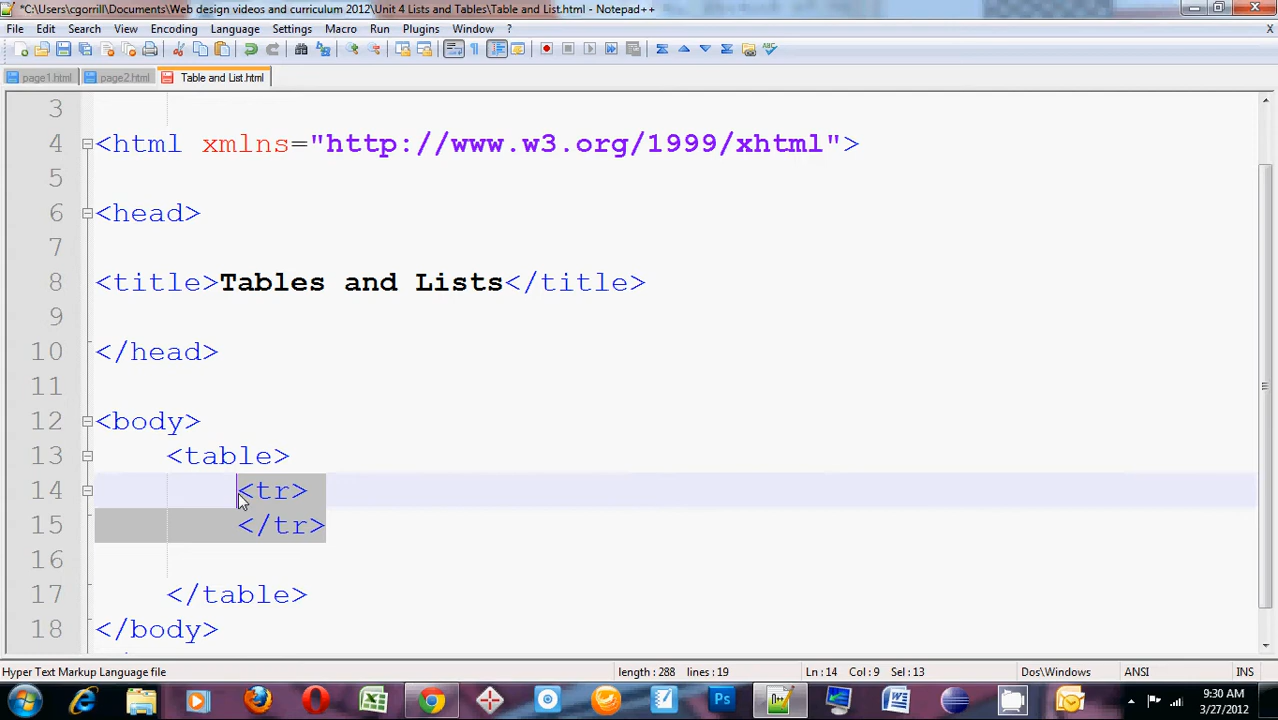 *C:\Users\cgorrill\Documents\Web design videos and curriculum 2012\Unit 4 Lists and Tables\Table and List.html - Notepad++
File Edit Search View Encoding Language Settings Macro Run Plugins Window ? X
page1.html page2.html Table and List.html
3
4 <html xmlns="http://www.w3.org/1999/xhtml">
5
6 <head>
7
8 <title>Tables and Lists</title>
9
10 </head>
11
12 <body>
13 <table>
14 <tr>
15 </tr>
16
17 </table>
18 </body>
Hyper Text Markup Language file length : 288 lines : 19 Ln : 14 Col : 9 Sel : 13 Dos\Windows ANSI INS
Ps
9:30 AM
3/27/2012